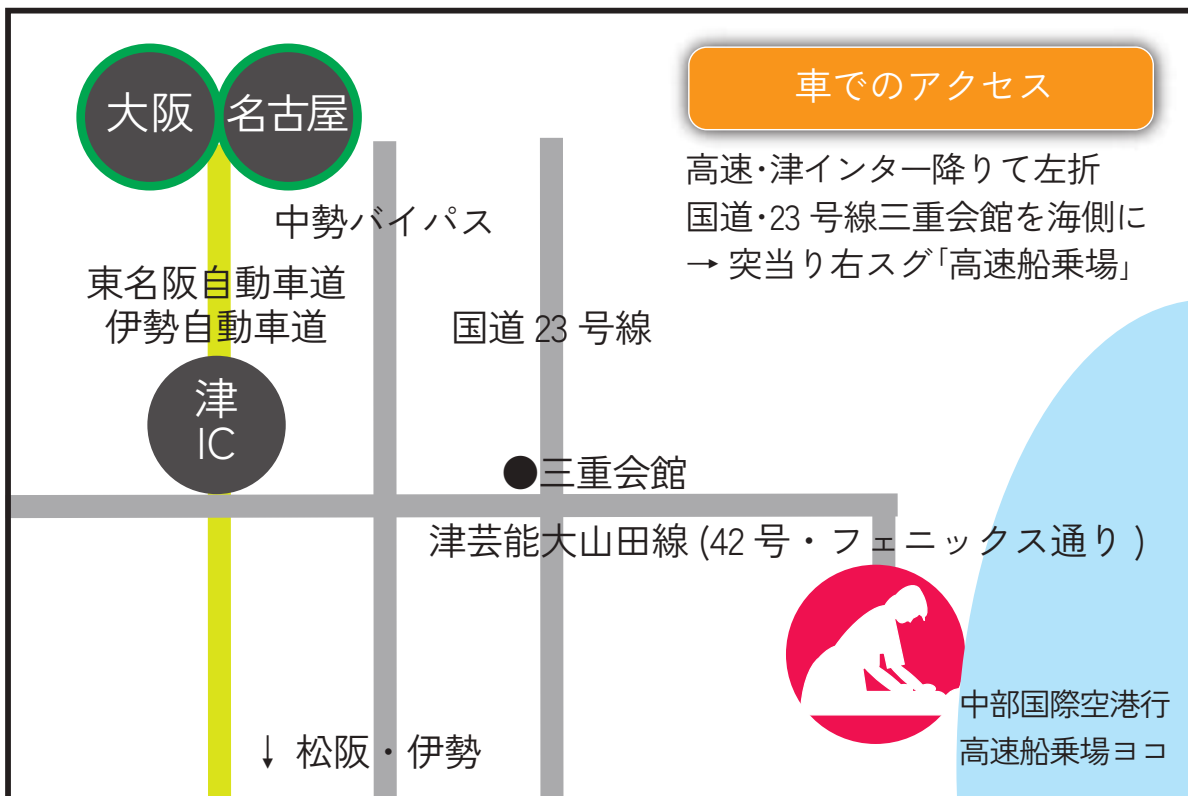 大阪
名古屋
車でのアクセス
高速・津インター降りて左折
国道・23号線三重会館を海側に
→ 突当り右スグ「高速船乗場」
中勢バイパス
東名阪自動車道
伊勢自動車道
国道 23 号線
津
IC
●三重会館
津芸能大山田線 (42 号・フェニックス通り )
中部国際空港行
高速船乗場ヨコ
↓ 松阪・伊勢